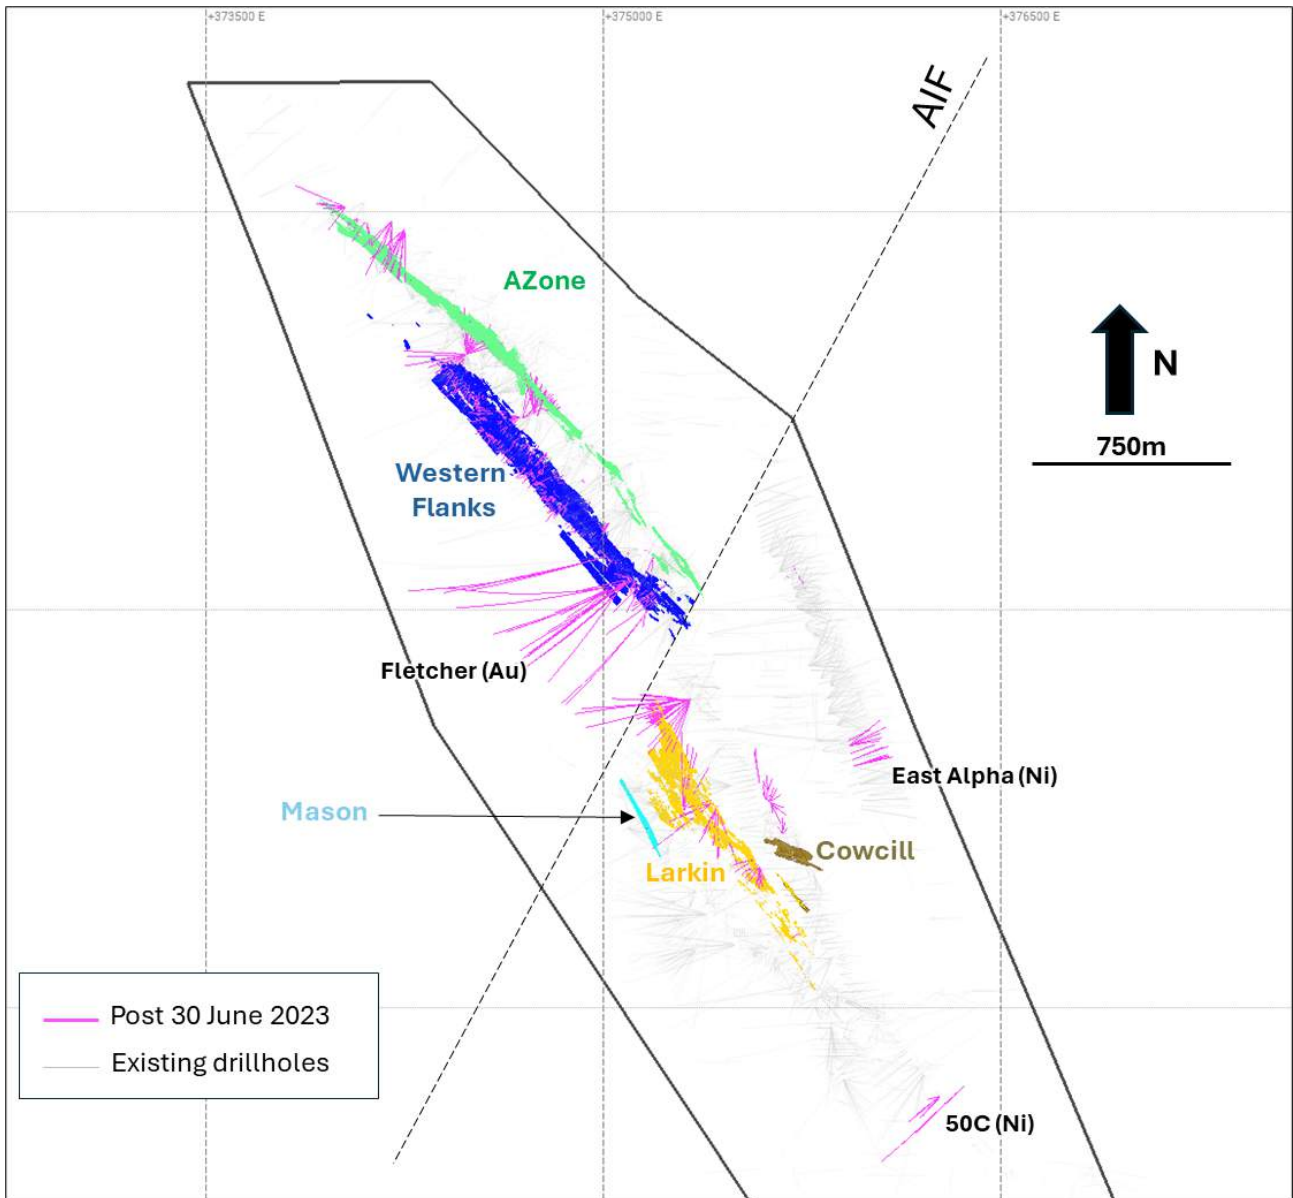 +373500 E
+375000 E
+376500 E
AIF
AZone
N
750m
Western
Flanks
Fletcher (Au)
East Alpha (Ni)
Mason
Cowcill
Larkin
Post 30 June 2023
Existing drillholes
50C (Ni)